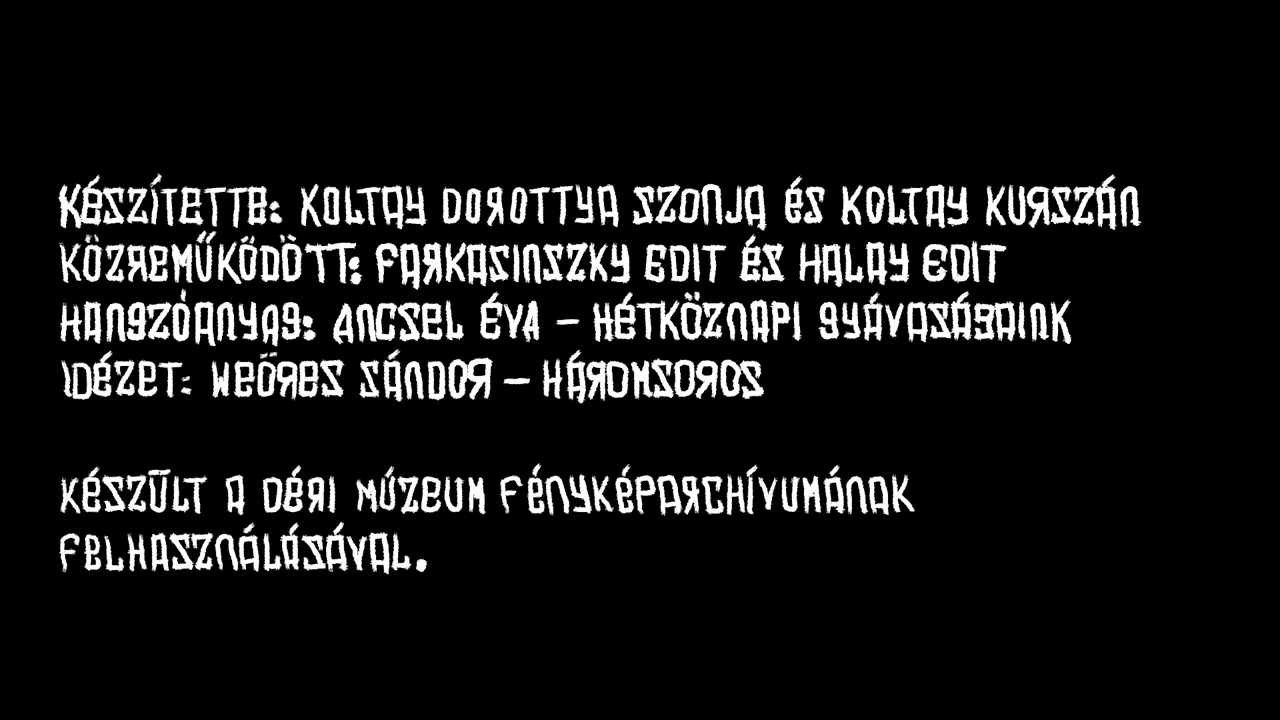 KÉSZÍTETTE: KOLTAY DOROTTYA SZONJA ÉS KOLTAY KURSZÁN
KÖZREMŰKÖDÖTT: FARKASINSZKY EDIT ÉS HALAY EDIT
HANGZÓANYAG: ANCSEL ÉVA – HÉTKÖZNAPI GYÁVASÁGAINK
IDÉZET: WEÖRES SÁNDOR – HÁROMSOROS
KÉSZÜLT A DÉRI MÚZEUM FÉNYKÉPARCHÍVUMÁNAK
FELHASZNÁLÁSÁVAL.